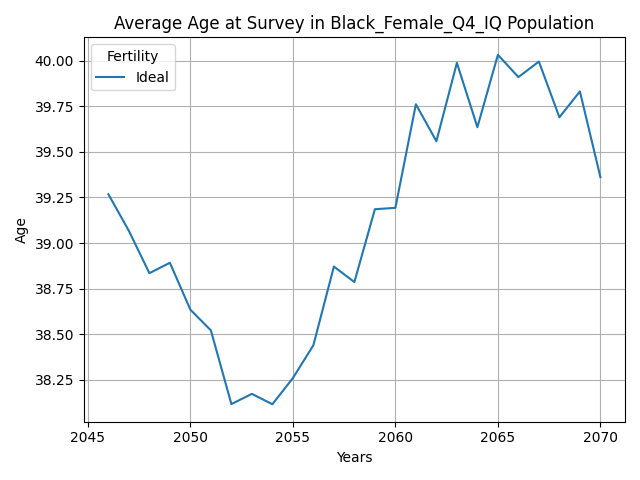 Average Age at Survey in Black_Female_Q4_IQ Population
Fertility
Ideal
40.00
39.75
39.50
39.25
39.00
38.75
38.50
38.25
Age
2045 2050 2055 2060 2065 2070
Years